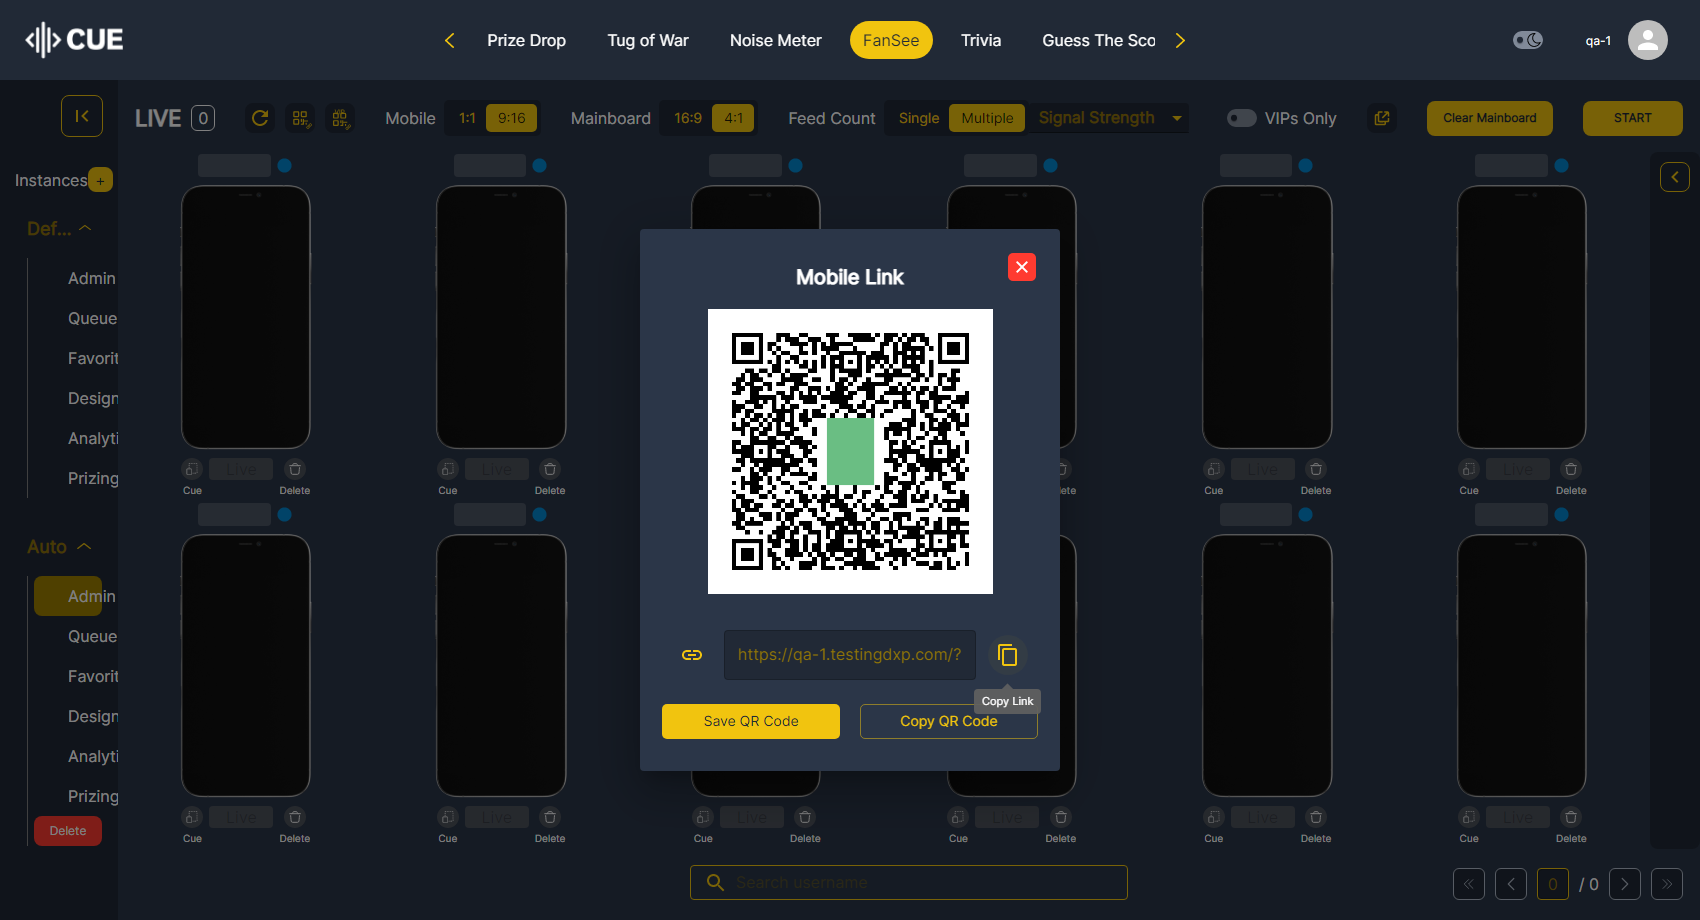 CUE
Prize Drop
Tug of War
Noise Meter
FanSee
Trivia
Guess The Sco
qa-1
LIVE 0
Mobile 1:1 9:16
Mainboard 16:9 4:1
Feed Count Single Multiple
Signal Strength
VIPs Only
Clear Mainboard
START
Instances +
Def...
Admin
Queue
Favorit
Design
Analyti
Prizing
Auto
Admin
Queue
Favorit
Design
Analyti
Prizing
Delete
Live Live Live Live
Cue Delete Cue Delete lete Cue Delete Cue Delete
Mobile Link
https://qa-1.testingdxp.com/?
Copy Link
Save QR Code
Copy QR Code
Live Live Live Live Live Live
Cue Delete Cue Delete Cue Delete Cue Delete Cue Delete Cue Delete
Search username
0 / 0